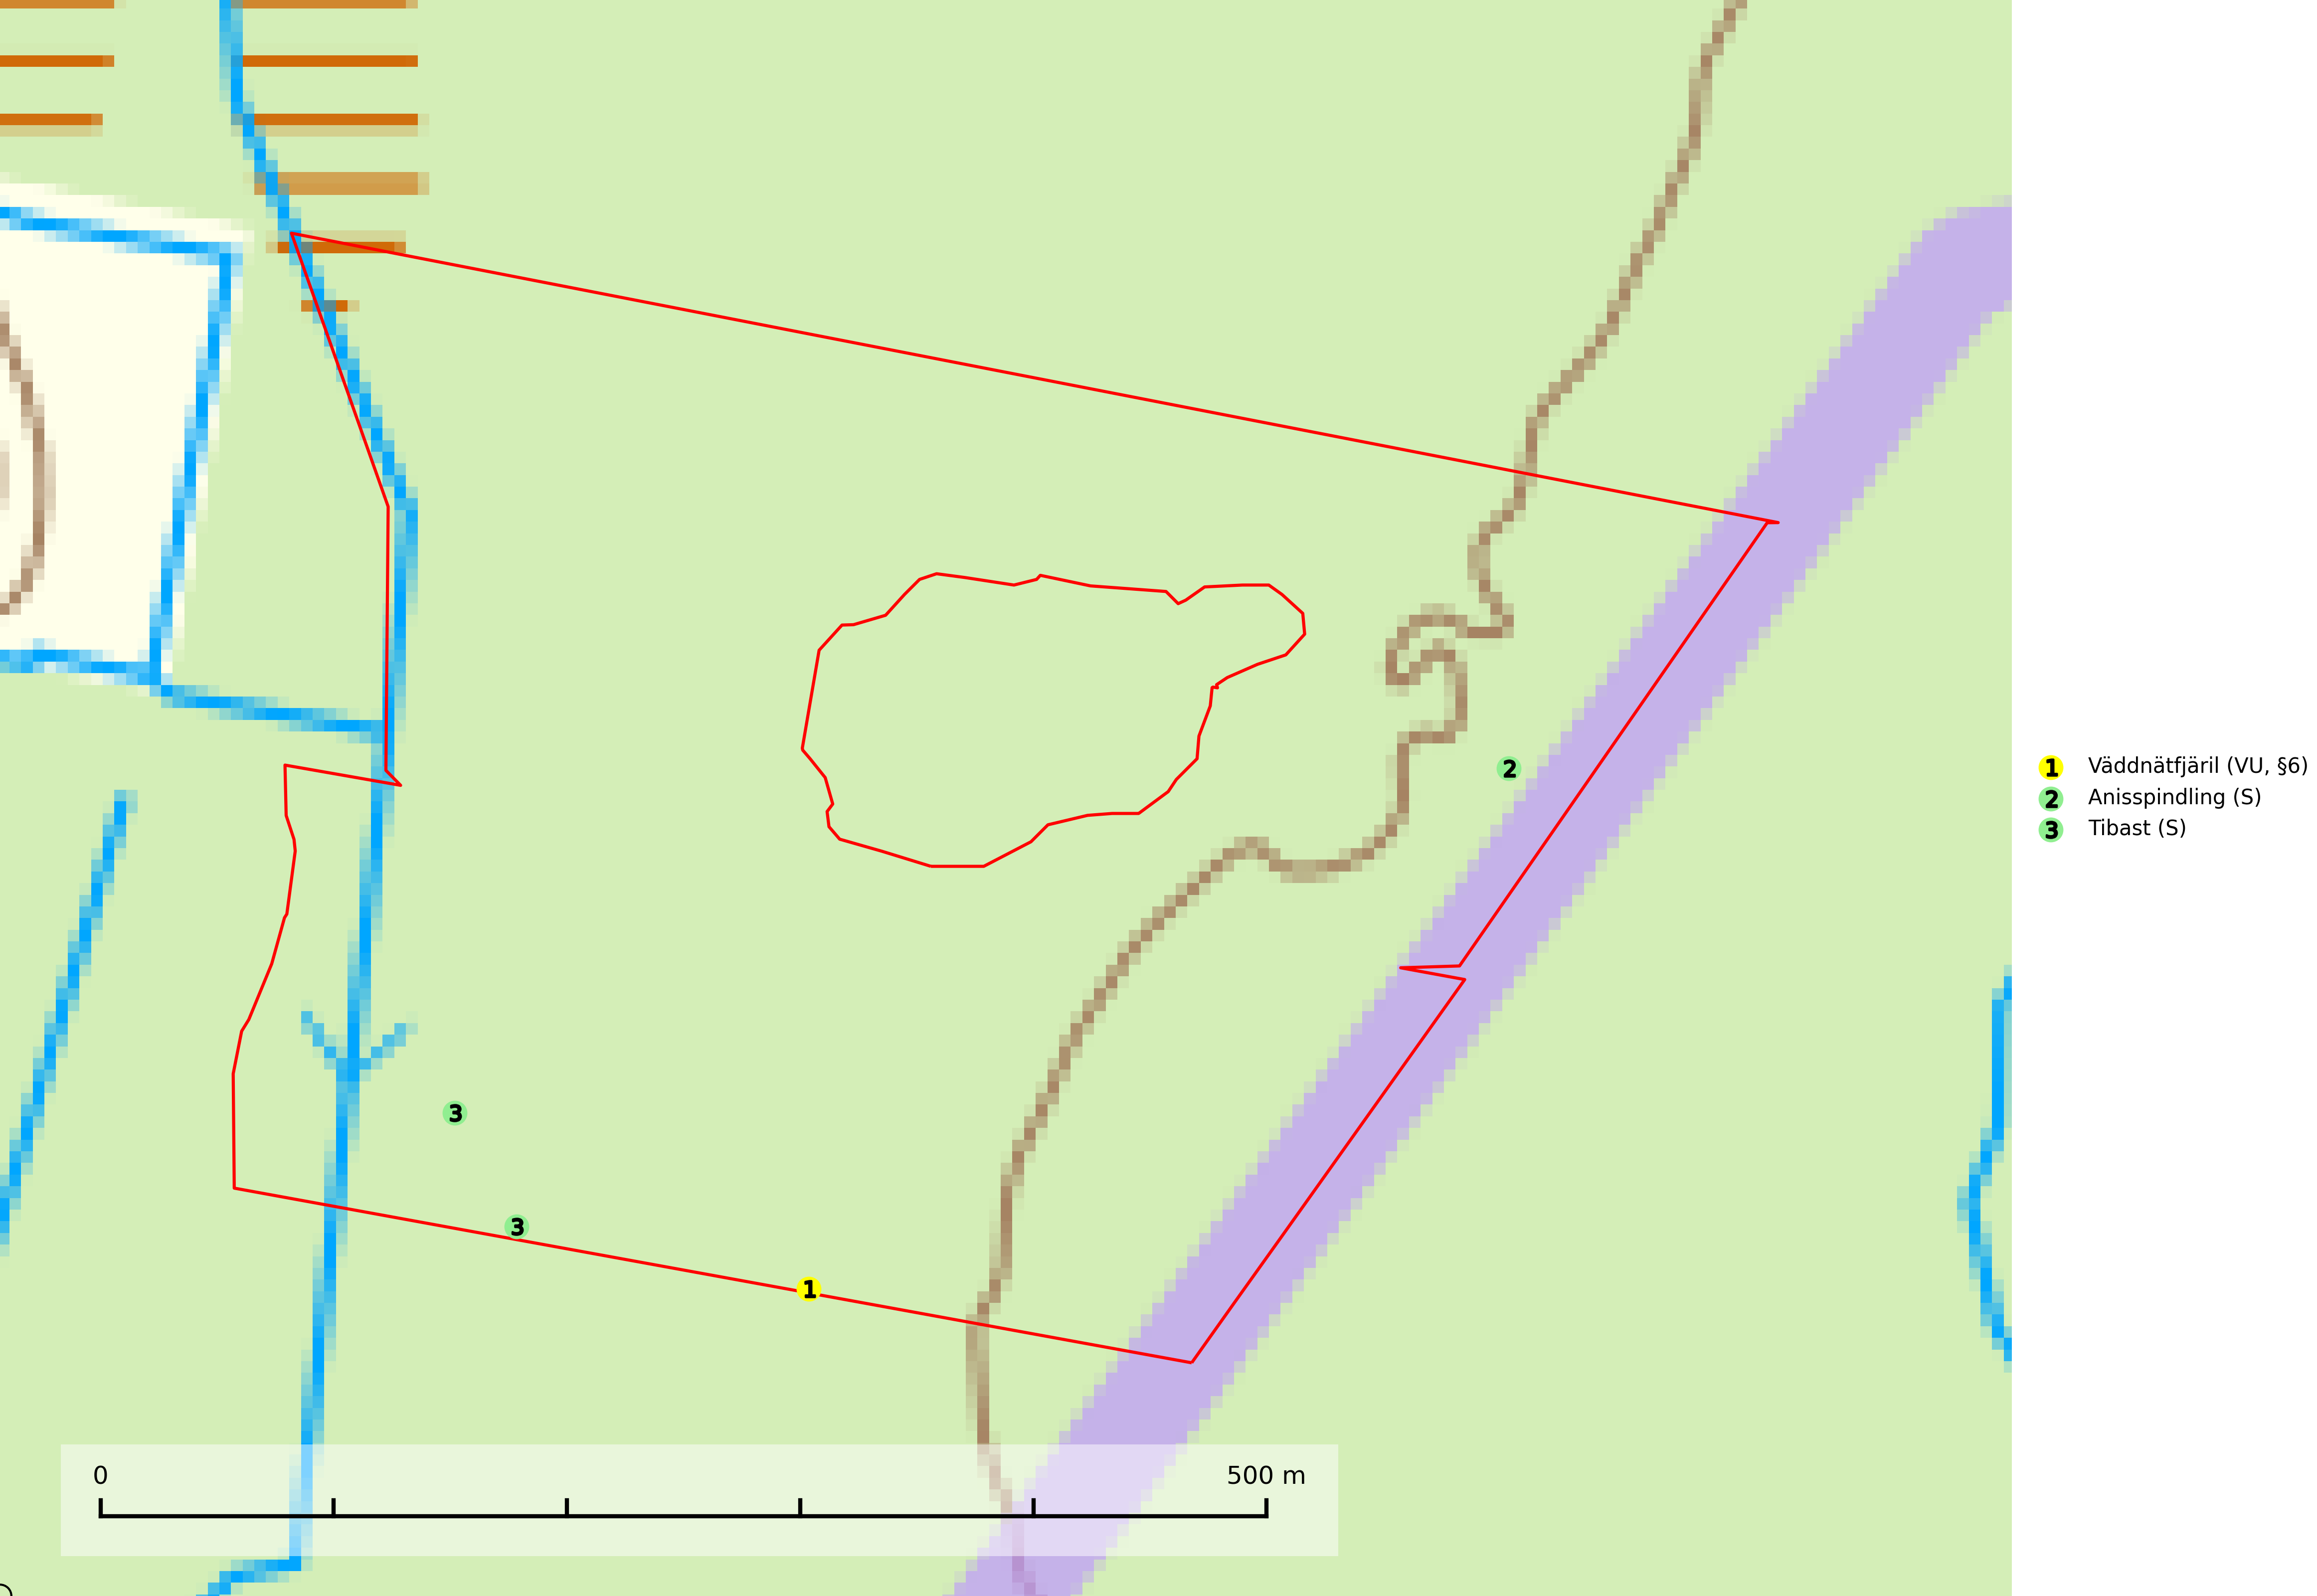 2
3
3
1
0 500 m
1 Väddnätfjäril (VU, §6)
2 Anisspindling (S)
3 Tibast (S)